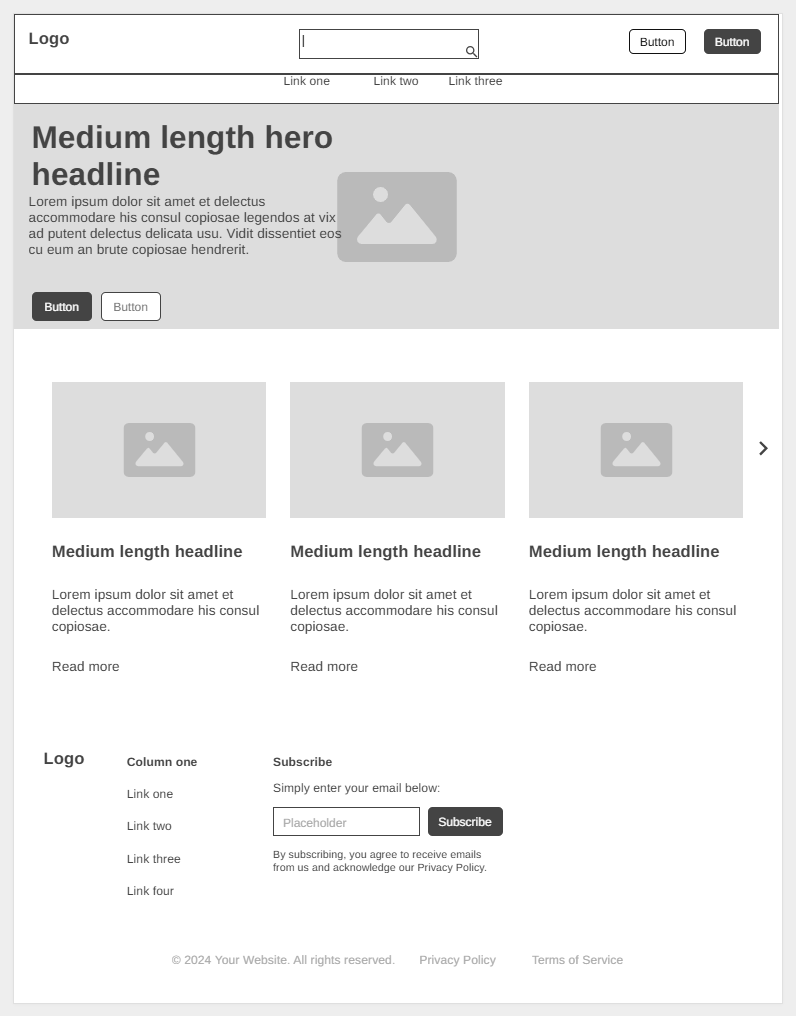 Logo
Button
Button
Link one
Link two
Link three
Medium length hero
headline
Lorem ipsum dolor sit amet et delectus
accommodare his consul copiosae legendos at vix
ad putent delectus delicata usu. Vidit dissentiet eos
cu eum an brute copiosae hendrerit.
Button
Button
Medium length headline
Lorem ipsum dolor sit amet et
delectus accommodare his consul
copiosae.
Read more
Medium length headline
Lorem ipsum dolor sit amet et
delectus accommodare his consul
copiosae.
Read more
Medium length headline
Lorem ipsum dolor sit amet et
delectus accommodare his consul
copiosae.
Read more
Logo
Column one
Link one
Link two
Link three
Link four
Subscribe
Simply enter your email below:
Placeholder
Subscribe
By subscribing, you agree to receive emails
from us and acknowledge our Privacy Policy.
© 2024 Your Website. All rights reserved.
Privacy Policy
Terms of Service